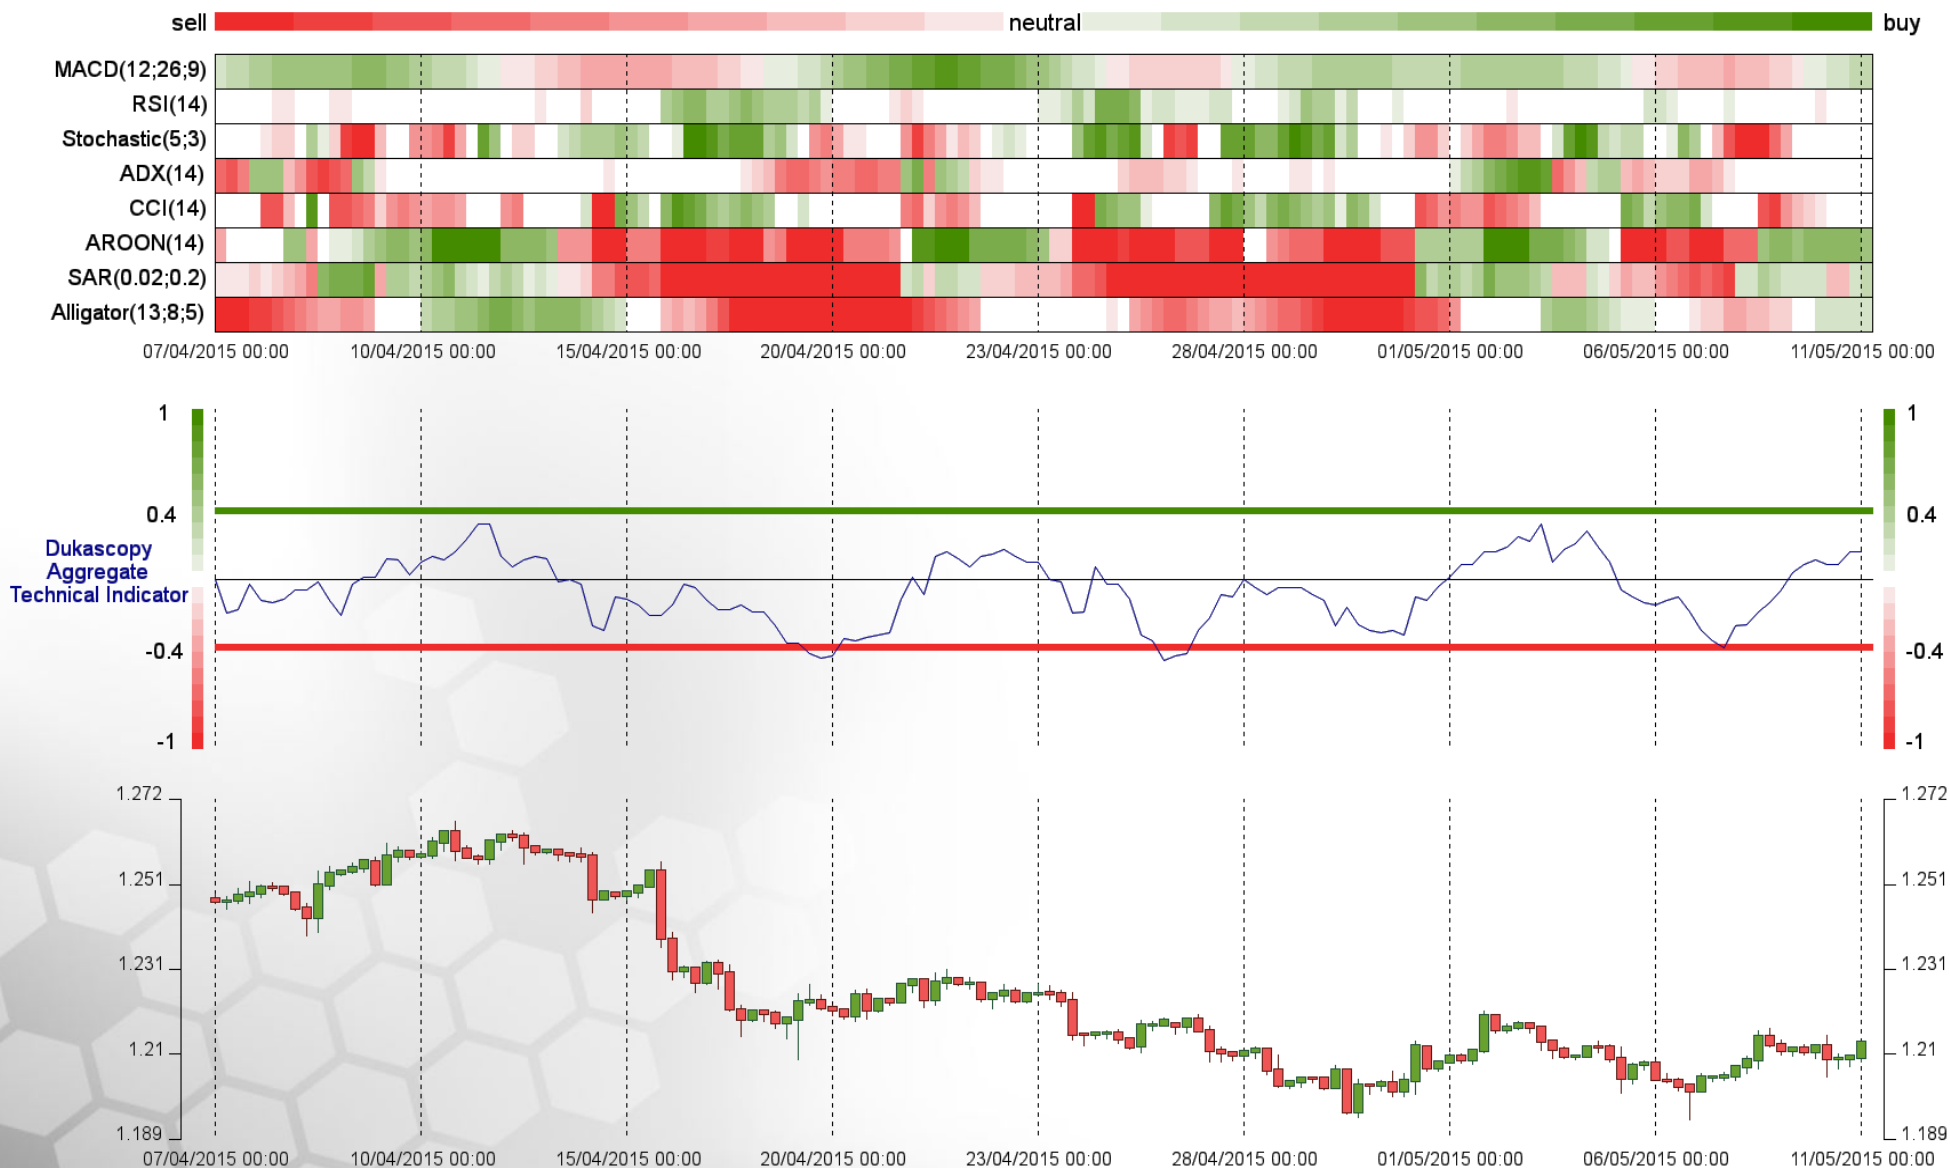 sell neutral buy
MACD(12;26;9)
RSI(14)
Stochastic(5;3)
ADX(14)
CCI(14)
AROON(14)
SAR(0.02;0.2)
Alligator(13;8;5)
07/04/2015 00:00 10/04/2015 00:00 15/04/2015 00:00 20/04/2015 00:00 23/04/2015 00:00 28/04/2015 00:00 01/05/2015 00:00 06/05/2015 00:00 11/05/2015 00:00
1 1
0.4 0.4
Dukascopy
Aggregate
Technical Indicator
-0.4 -0.4
-1 -1
1.272 1.272
1.251 1.251
1.231 1.231
1.21 1.21
1.189 1.189
07/04/2015 00:00 10/04/2015 00:00 15/04/2015 00:00 20/04/2015 00:00 23/04/2015 00:00 28/04/2015 00:00 01/05/2015 00:00 06/05/2015 00:00 11/05/2015 00:00